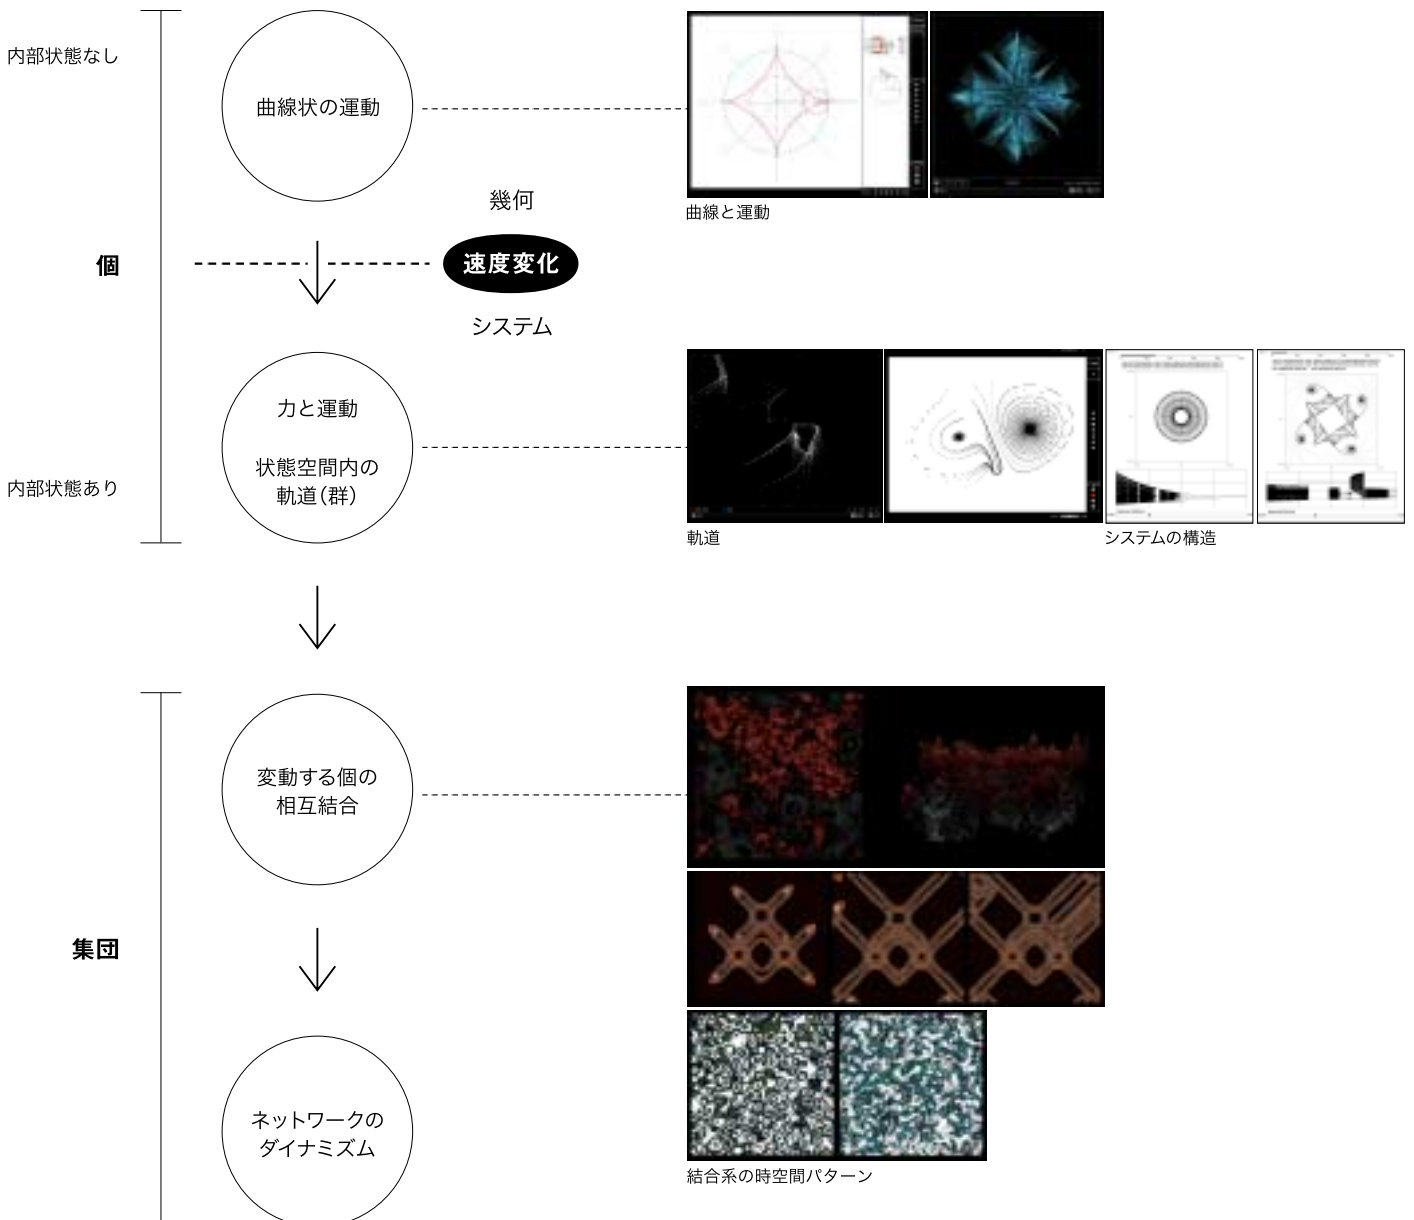 内部状態なし
曲線状の運動
曲線と運動
幾何
個
速度変化
システム
力と運動
状態空間内の
軌道(群)
内部状態あり
軌道
システムの構造
変動する個の
相互結合
集団
ネットワークの
ダイナミズム
結合系の時空間パターン